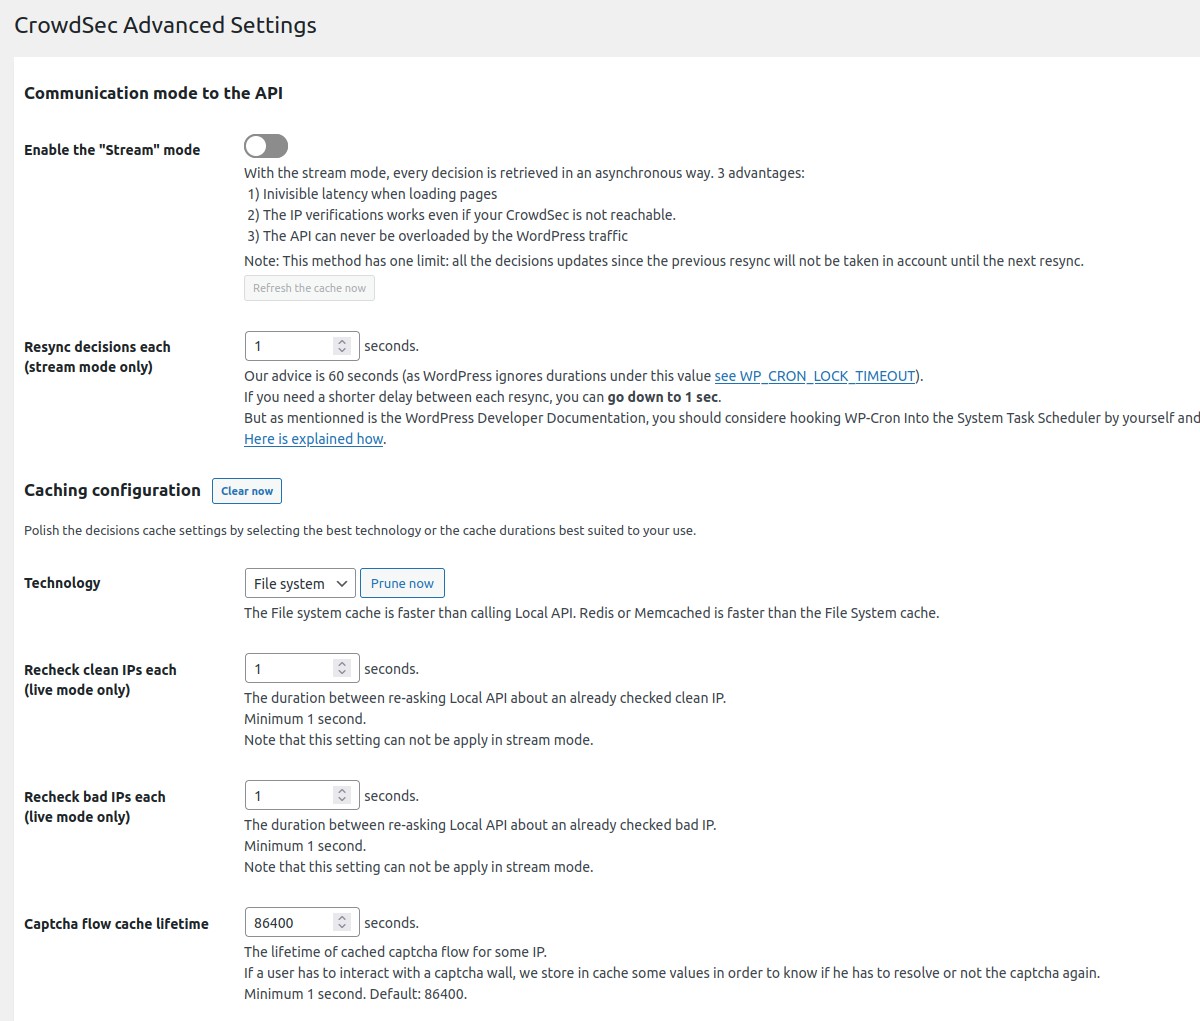 CrowdSec Advanced Settings
Communication mode to the API
Enable the "Stream" mode
With the stream mode, every decision is retrieved in an asynchronous way. 3 advantages:
1) Inivisible latency when loading pages
2) The IP verifications works even if your CrowdSec is not reachable.
3) The API can never be overloaded by the WordPress traffic
Note: This method has one limit: all the decisions updates since the previous resync will not be taken in account until the next resync.
Refresh the cache now
Resync decisions each
(stream mode only)
1 seconds.
Our advice is 60 seconds (as WordPress ignores durations under this value see WP_CRON_LOCK_TIMEOUT).
If you need a shorter delay between each resync, you can go down to 1 sec.
But as mentionned is the WordPress Developer Documentation, you should considere hooking WP-Cron Into the System Task Scheduler by yourself and
Here is explained how.
Caching configuration Clear now
Polish the decisions cache settings by selecting the best technology or the cache durations best suited to your use.
Technology
File system Prune now
The File system cache is faster than calling Local API. Redis or Memcached is faster than the File System cache.
Recheck clean IPs each
(live mode only)
1 seconds.
The duration between re-asking Local API about an already checked clean IP.
Minimum 1 second.
Note that this setting can not be apply in stream mode.
Recheck bad IPs each
(live mode only)
1 seconds.
The duration between re-asking Local API about an already checked bad IP.
Minimum 1 second.
Note that this setting can not be apply in stream mode.
Captcha flow cache lifetime
86400 seconds.
The lifetime of cached captcha flow for some IP.
If a user has to interact with a captcha wall, we store in cache some values in order to know if he has to resolve or not the captcha again.
Minimum 1 second. Default: 86400.